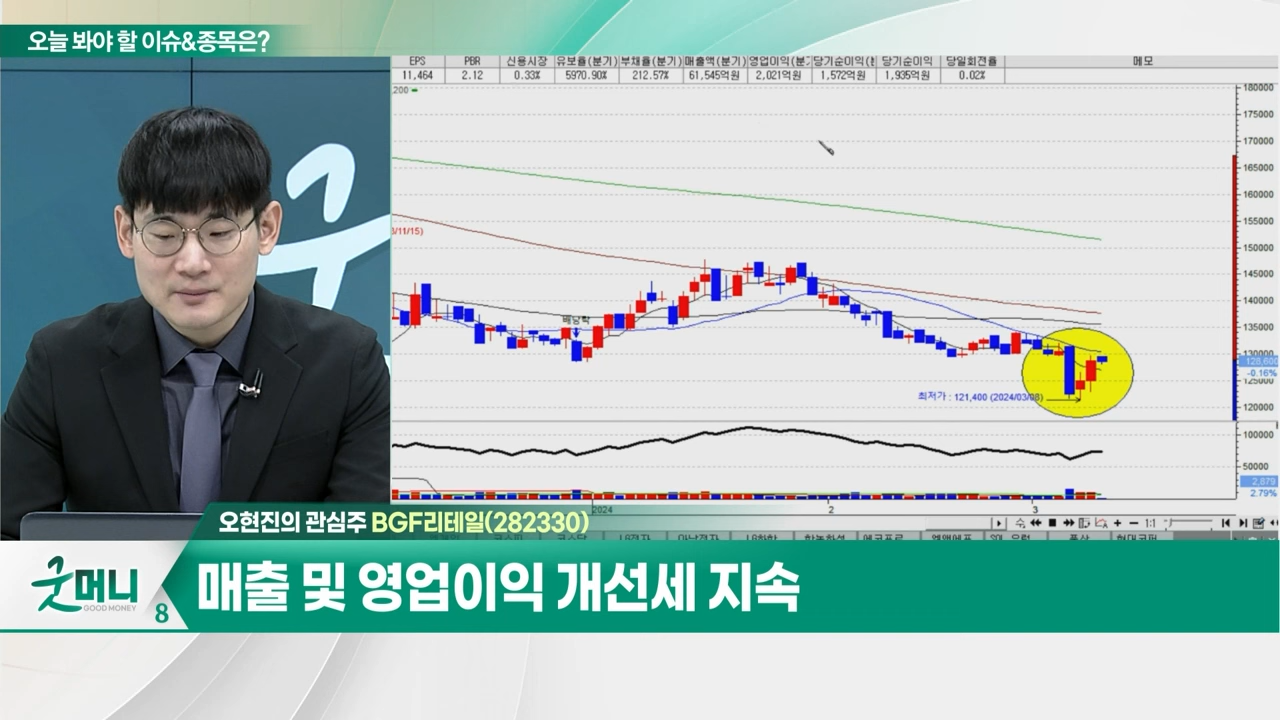 오늘 봐야 할 이슈&종목은?
EPS PBR 신용시장 유보율(분기) 부채율(분기) 매출액(분기) 영업이익(분기 당기순이익(분 당기순이익 당일회전율 메모
11,464 2.12 0.33% 5970.90% 212.57% 61,545억원 2,021억원 1,572억원 1,935억원 0.02%
200
180000
175000
170000
165000
160000
155000
150000
145000
140000
135000
130000
-0.16%
125000
120000
/11/15)
배당락
최저가 : 121,400 (2024/03/08)
100000
50000
2,879
2.79%
2024 2 3
1:1
오현진의 관심주 BGF리테일(282330)
굿머니
GOOD MONEY
8
매출 및 영업이익 개선세 지속